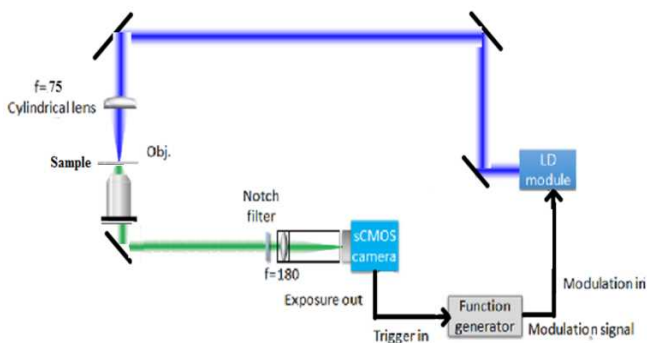 f= 75
Cylindrical lens
Sample
Obj.
LD
module
Notch
filter
sCMOS
camera
f=180
Exposure out
Trigger in
Function
generator
Modulation in
Modulation signal